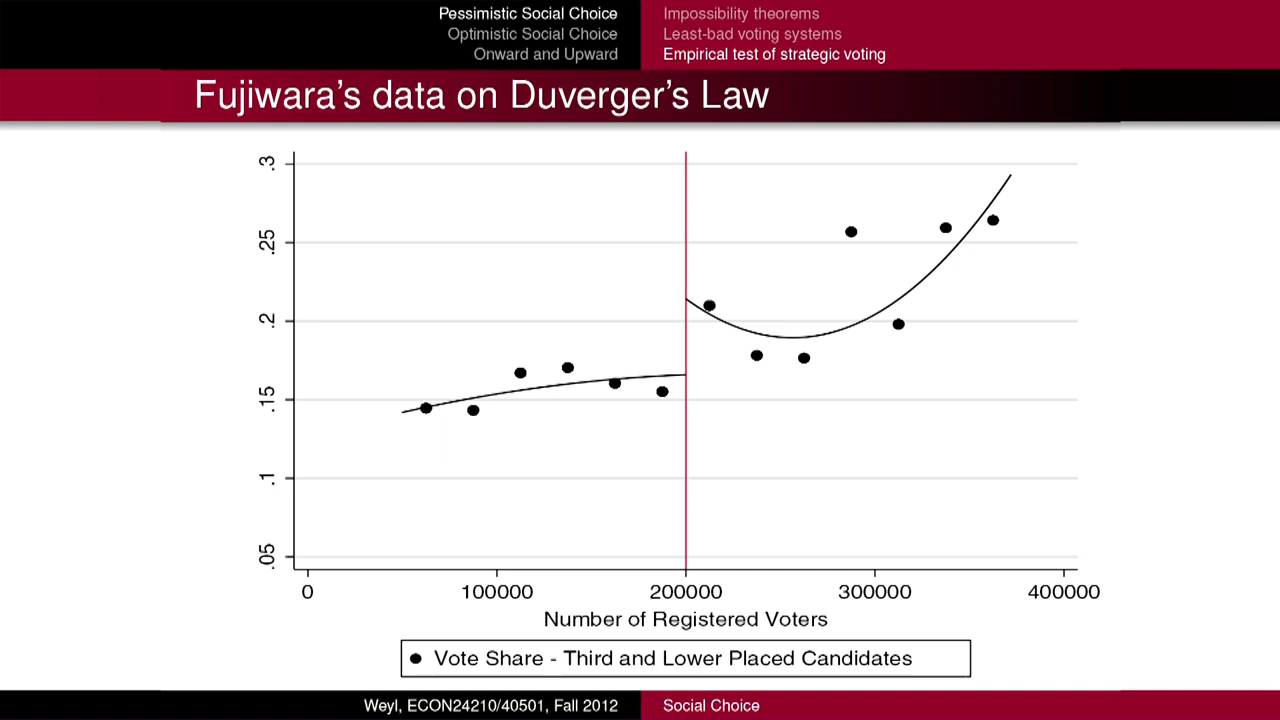 Pessimistic Social Choice
Optimistic Social Choice
Onward and Upward
Impossibility theorems
Least-bad voting systems
Empirical test of strategic voting
Fujiwara's data on Duverger's Law
.3
.25
.2
.15
.1
.05
0 100000 200000 300000 400000
Number of Registered Voters
Vote Share - Third and Lower Placed Candidates
Weyl, ECON24210/40501, Fall 2012
Social Choice